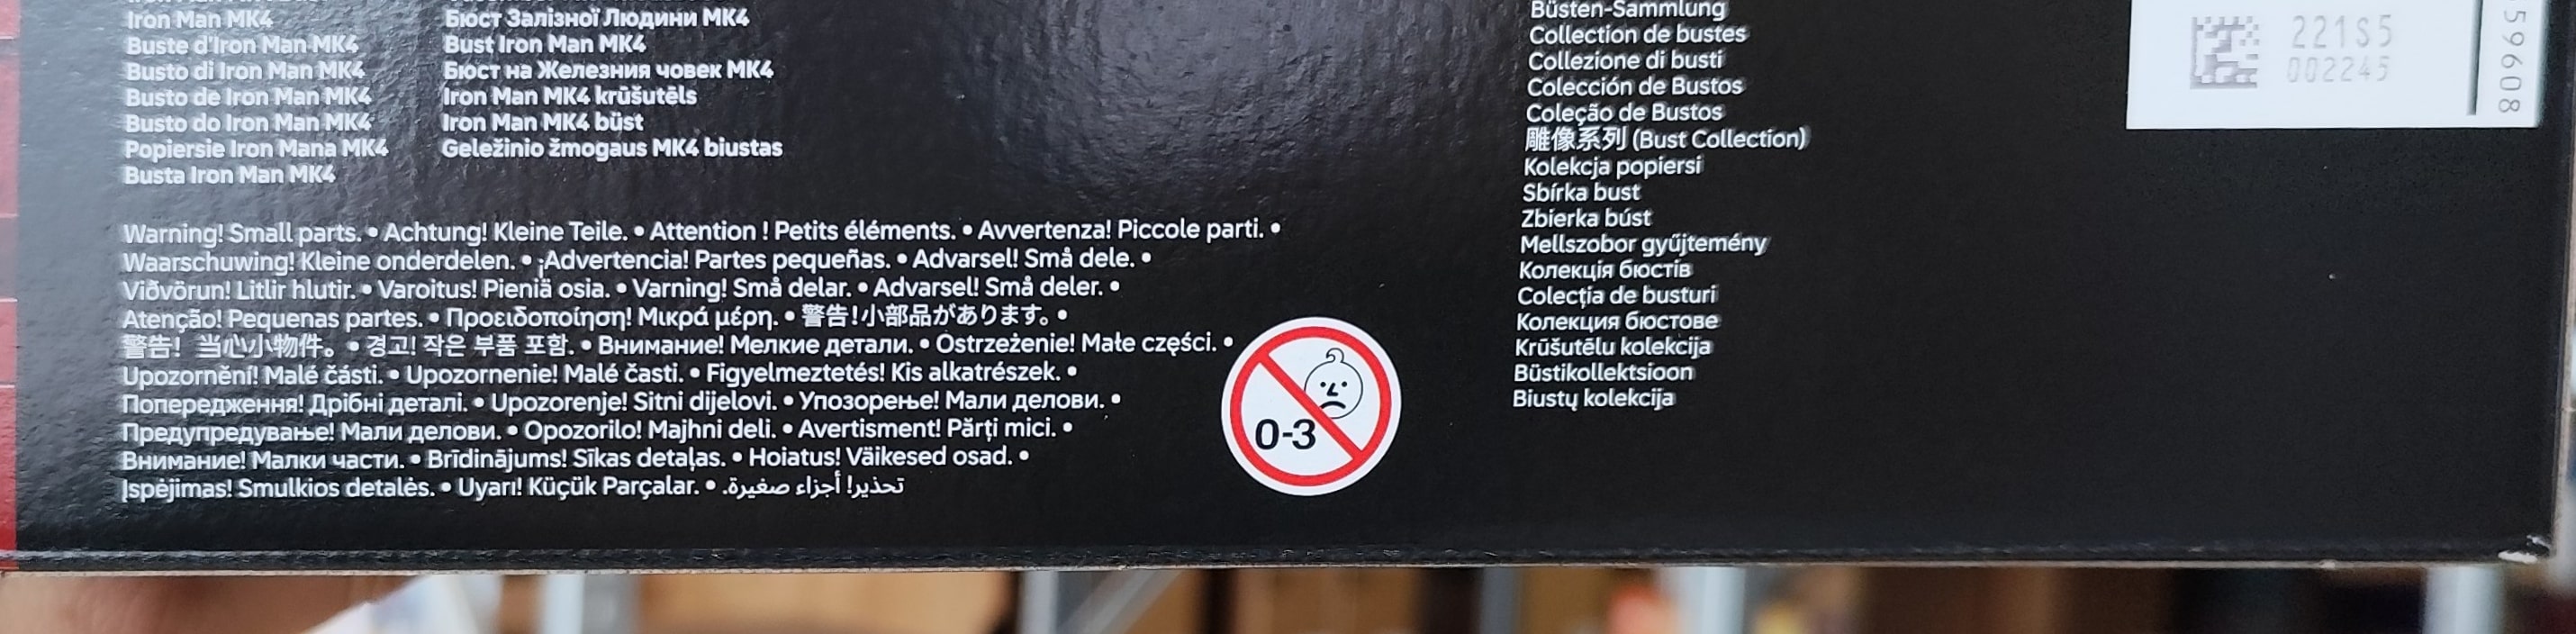 Iron Man MK4
Buste d'Iron Man MK4
Busto di Iron Man MK4
Busto de Iron Man MK4
Busto do Iron Man MK4
Popiersie Iron Mana MK4
Busta Iron Man MK4
Бюст Залізної Людини MK4
Bust Iron Man MK4
Бюст на Железния човек MK4
Iron Man MK4 krūšutēls
Iron Man MK4 büst
Geležinio žmogaus MK4 biustas
Warning! Small parts. • Achtung! Kleine Teile. • Attention ! Petits éléments. • Avvertenza! Piccole parti. •
Waarschuwing! Kleine onderdelen. • ¡Advertencia! Partes pequeñas. • Advarsel! Små dele. •
Viðvörun! Litlir hlutir. • Varoitus! Pieniä osia. • Varning! Små delar. • Advarsel! Små deler. •
Atenção! Pequenas partes. • Προειδοποίηση! Μικρά μέρη. • 警告!小部品があります。 •
警告! 当心小物件。 • 경고! 작은 부품 포함. • Внимание! Мелкие детали. • Ostrzeżenie! Małe części. •
Upozornění! Malé části. • Upozornenie! Malé časti. • Figyelmeztetés! Kis alkatrészek. •
Попередження! Дрібні деталі. • Upozorenje! Sitni dijelovi. • Упозорење! Мали делови. •
Предупредување! Мали делови. • Opozorilo! Majhni deli. • Avertisment! Părți mici. •
Внимание! Малки части. • Brīdinājums! Sīkas detaļas. • Hoiatus! Väikesed osad. •
Įspėjimas! Smulkios detalės. • Uyarı! Küçük Parçalar. • تحذير! أجزاء صغيرة.
0-3
Büsten-Sammlung
Collection de bustes
Collezione di busti
Colección de Bustos
Coleção de Bustos
雕像系列 (Bust Collection)
Kolekcja popiersi
Sbírka bust
Zbierka búst
Mellszobor gyűjtemény
Колекція бюстів
Colecția de busturi
Колекция бюстове
Krūšutēlu kolekcija
Büstikollektsioon
Biustų kolekcija
221S5
002245
59608